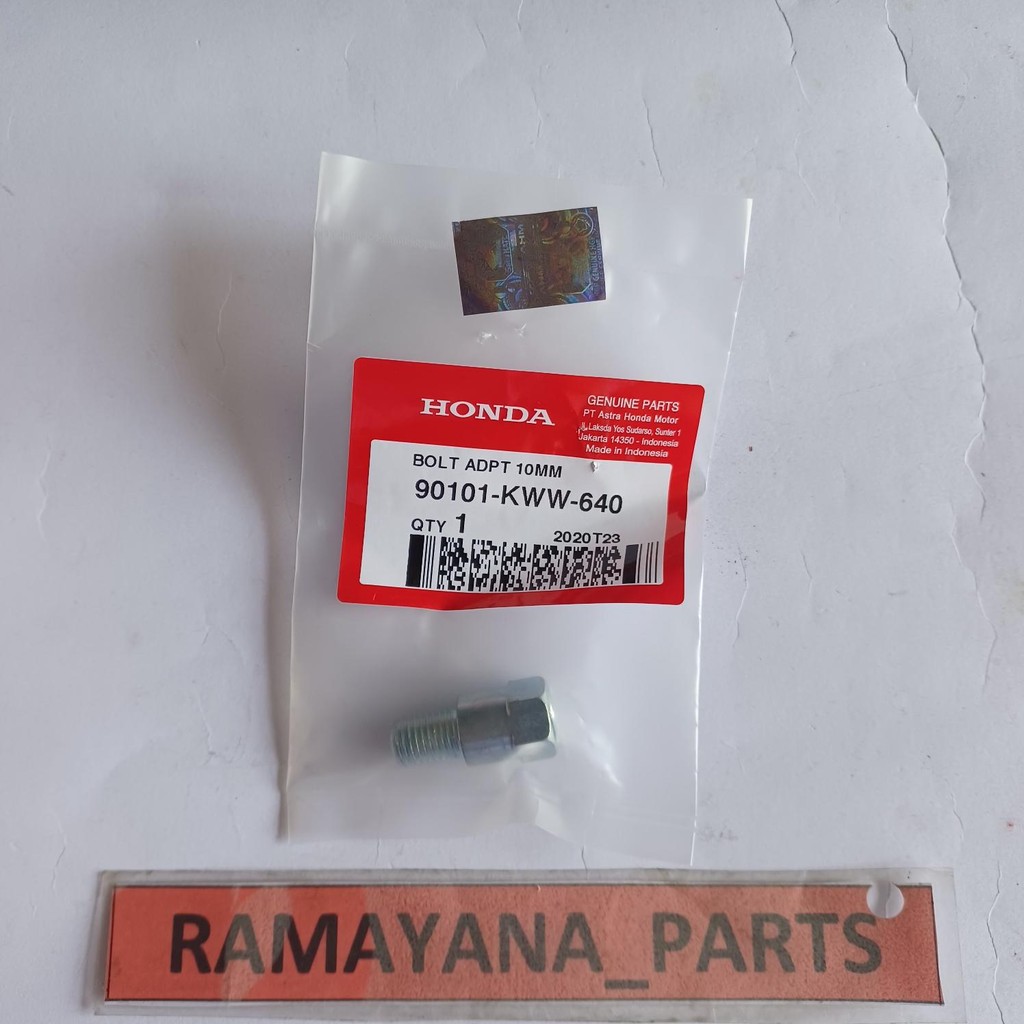 HONDA
GENUINE PARTS
PT Astra Honda Motor
Jl. Laksda Yos Sudarso, Sunter 1
Jakarta 14350 - Indonesia
Made in Indonesia
BOLT ADPT 10MM
90101-KWW-640
QTY 1
2020T23
RAMAYANA_PARTS